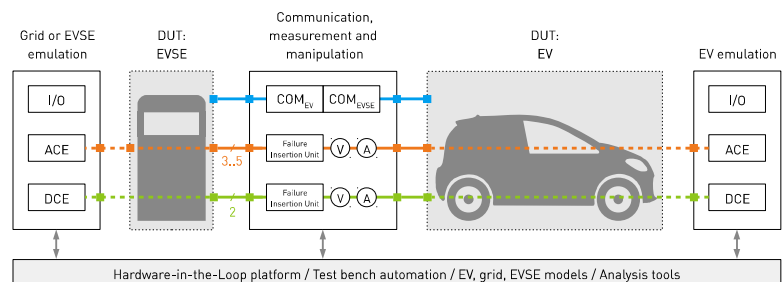 Grid or EVSE
emulation
DUT:
EVSE
Communication,
measurement and
manipulation
DUT:
EV
EV emulation
I/O
COMEV
COMEVSE
I/O
ACE
3..5
Failure
Insertion Unit
V
A
ACE
DCE
2
Failure
Insertion Unit
V
A
DCE
Hardware-in-the-Loop platform / Test bench automation / EV, grid, EVSE models / Analysis tools